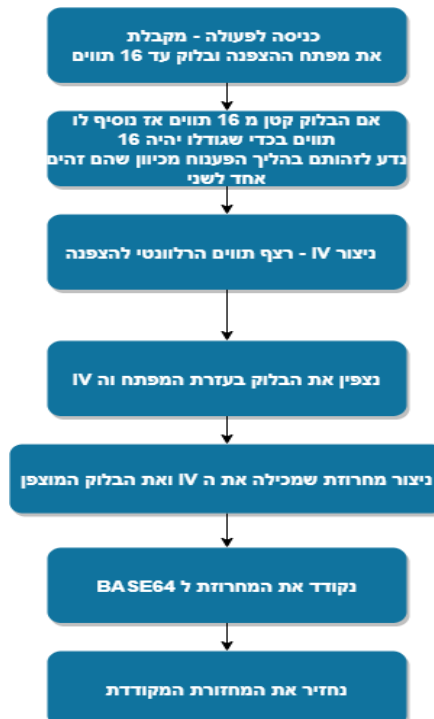 כניסה לפעולה - מקבלת
את מפתח ההצפנה ובלוק עד 16 תווים
אם הבלוק קטן מ 16 תווים אז נוסיף לו
תווים בכדי שגודלו יהיה 16
נדע לזהותם בהליך הפענוח מכיוון שהם זהים
אחד לשני
ניצור IV - רצף תווים הרלוונטי להצפנה
נצפין את הבלוק בעזרת המפתח וה IV
ניצור מחרוזת שמכילה את ה IV ואת הבלוק המוצפן
נקודד את המחרוזת ל BASE64
נחזיר את המחזורת המקודדת